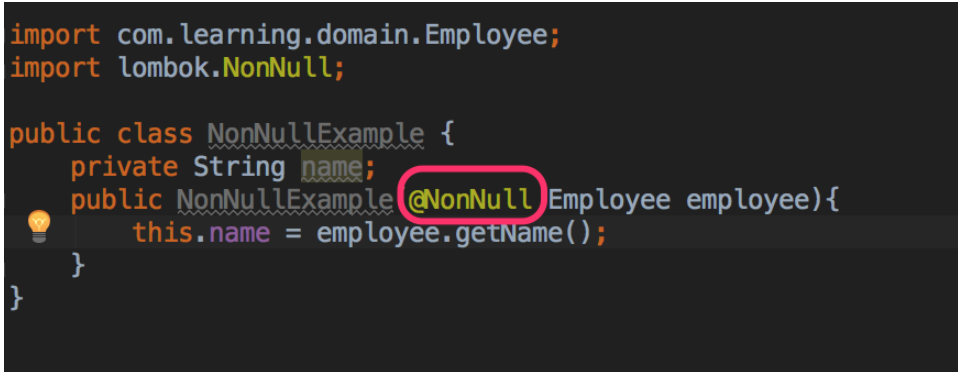 import com.learning.domain.Employee;
import lombok.NonNull;
public class NonNullExample {
private String name;
public NonNullExample(@NonNull Employee employee){
this.name = employee.getName();
}
}